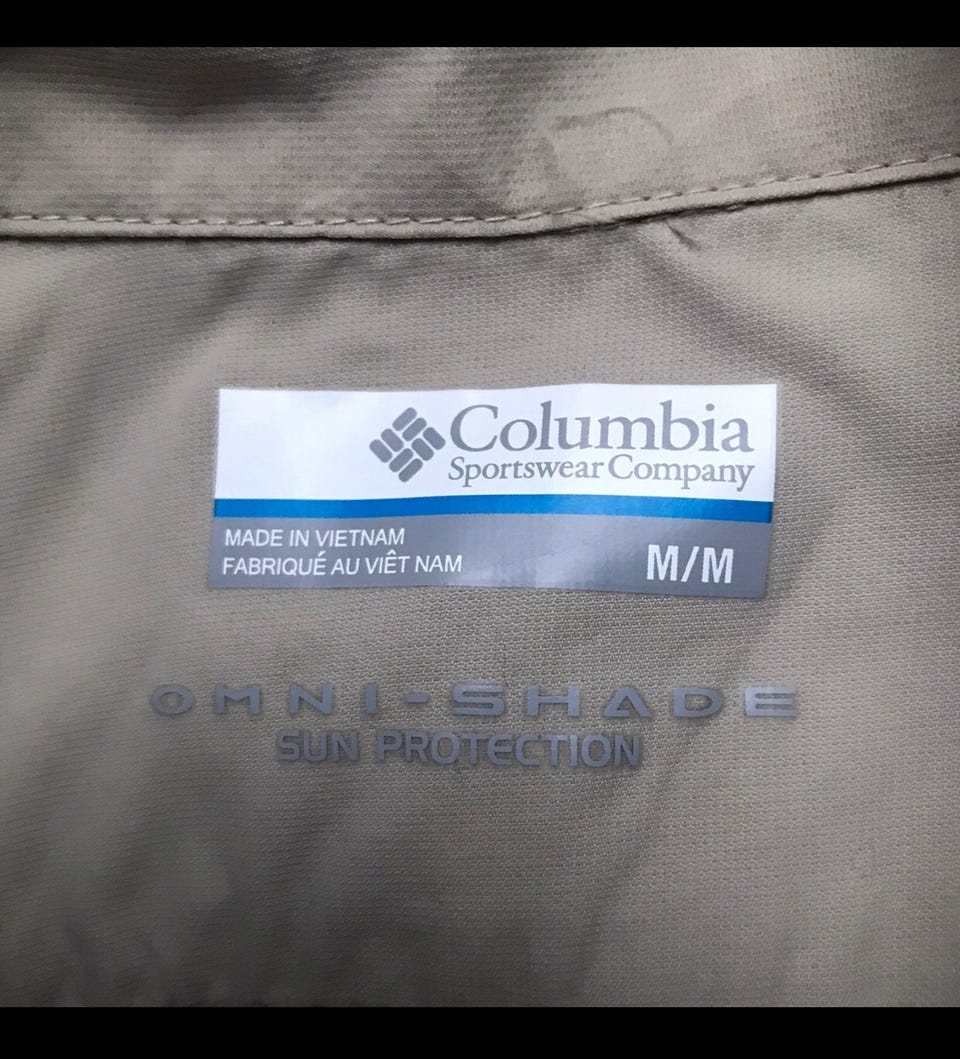 Columbia
Sportswear Company
MADE IN VIETNAM
FABRIQUÉ AU VIÊT NAM
M/M
OMNI-SHADE
SUN PROTECTION